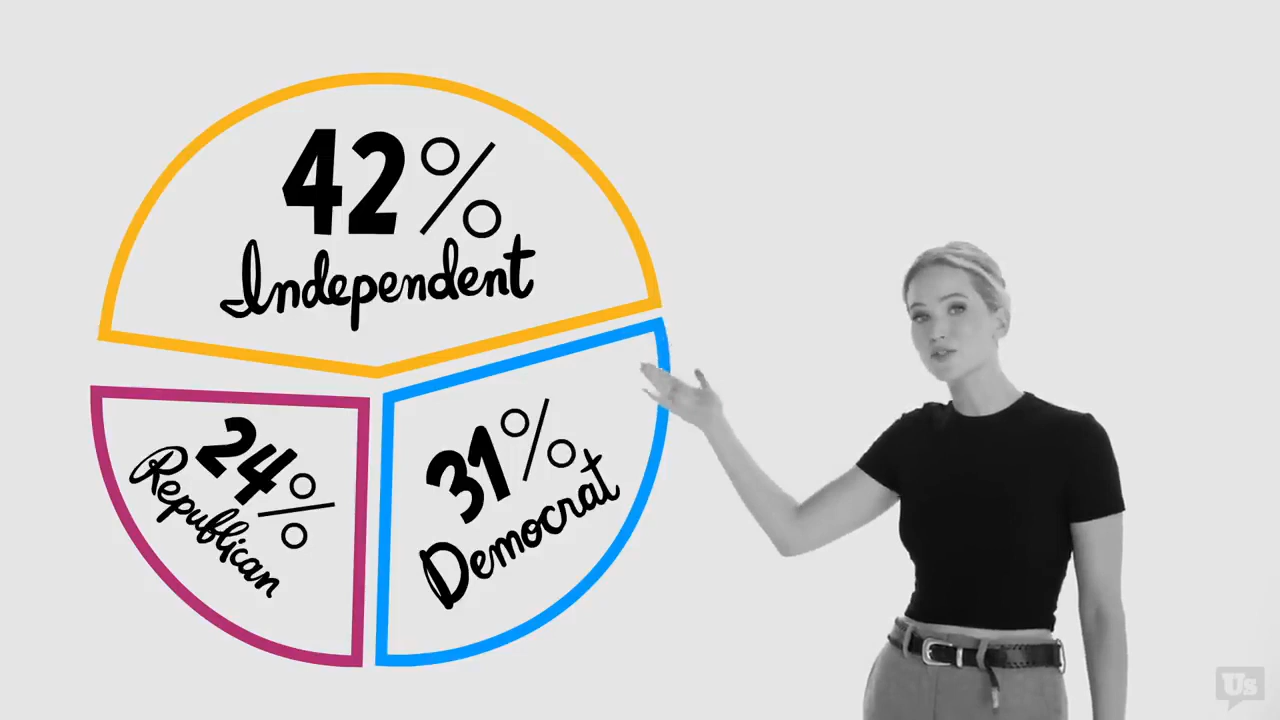 42%
Independent
24%
Republican
31%
Democrat
Us